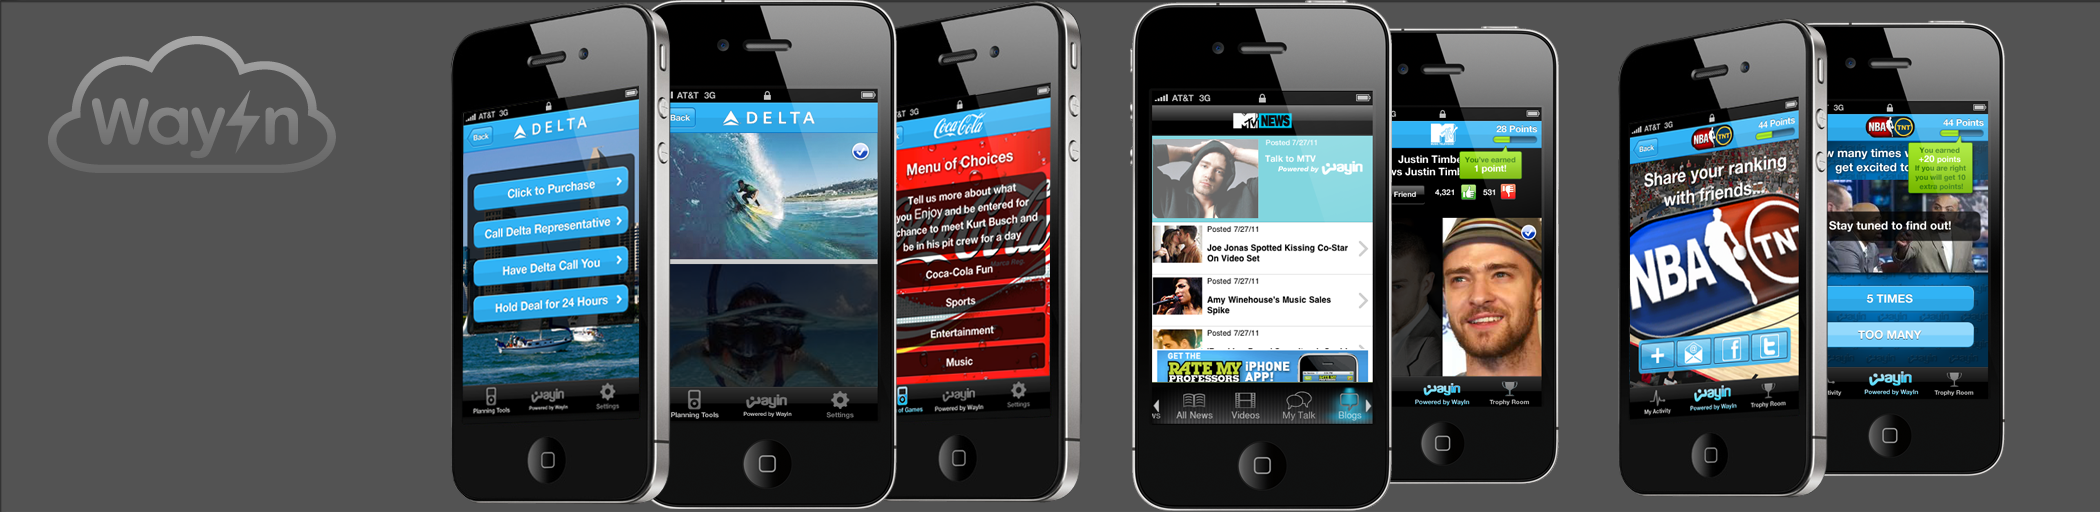 WayIn
AT&T
Back
DELTA
Click to Purchase
Call Delta Representative
Have Delta Call You
Hold Deal for 24 Hours
Planning Tools
wayin
Powered by WayIn
Settings
AT&T 3G
Back
DELTA
Planning Tools
wayin
Powered by WayIn
Settings
Coca-Cola
Menu of Choices
Tell us more about what
you Enjoy and be entered for
chance to meet Kurt Busch and
be in his pit crew for a day
Coca-Cola Fun
Sports
Entertainment
Music
of Games
wayin
Powered by WayIn
Settings
AT&T 3G
MTV NEWS
Posted 7/27/11
Talk to MTV
Powered by wayin
Posted 7/27/11
Joe Jonas Spotted Kissing Co-Star
On Video Set
Posted 7/27/11
Amy Winehouse's Music Sales
Spike
Posted 7/27/11
GET THE
RATE MY
PROFESSORS
iPHONE
APP!
ws
All News
Videos
My Talk
Blogs
G
MTV
28 Points
Justin Timbe
vs Justin Timb
You've earned
1 point!
Friend
4,321
531
wayin
Powered by WayIn
Trophy Room
AT&T 3G
Back
NBA TNT
44 Points
Share your ranking
with friends...
NBA TNT
My Activity
wayin
Powered by WayIn
Trophy Room
3G
NBA TNT
44 Points
w many times
get excited to
You earned
+20 points
If you are right
you will get 10
extra points!
Stay tuned to find out!
5 TIMES
TOO MANY
tivity
wayin
Powered by WayIn
Trophy Room